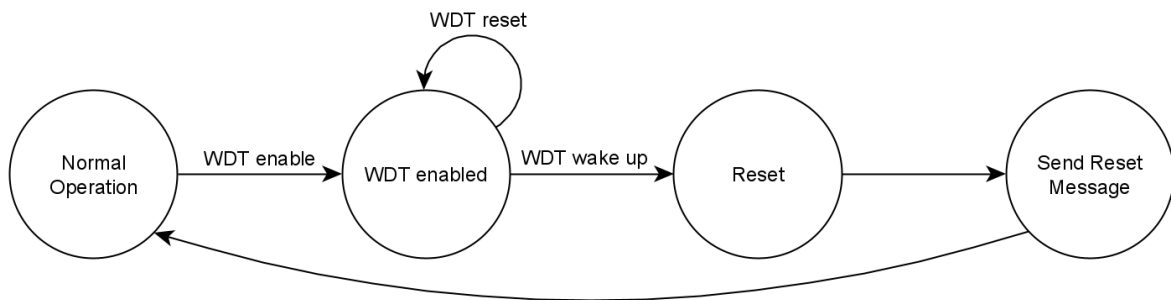 WDT reset
Normal
Operation
WDT enable
WDT enabled
WDT wake up
Reset
Send Reset
Message